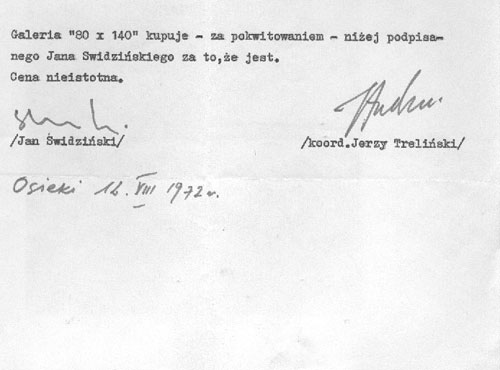 Galeria "80 x 140" kupuje - za pokwitowaniem - niżej podpisa-
nego Jana Swidzińskiego za to,że jest.
Cena nieistotna.
/Jan Świdziński/ /koord.Jerzy Treliński/
Osieki 12. VIII 1972 r.